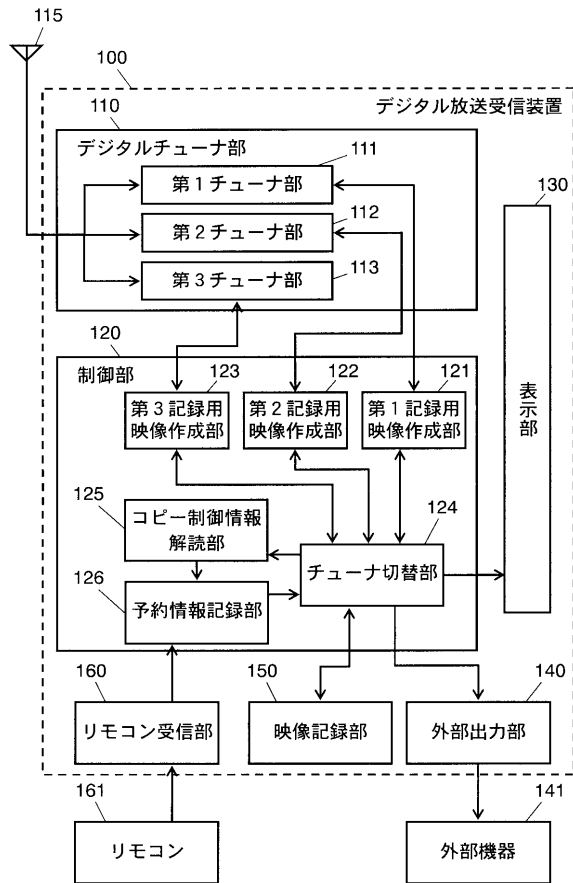 115
100
デジタル放送受信装置
110
デジタルチューナ部
111
第1チューナ部
112
第2チューナ部
113
第3チューナ部
130
表示部
120
制御部
123
第3記録用
映像作成部
122
第2記録用
映像作成部
121
第1記録用
映像作成部
125
コピー制御情報
解読部
124
チューナ切替部
126
予約情報記録部
160
リモコン受信部
150
映像記録部
140
外部出力部
161
リモコン
141
外部機器